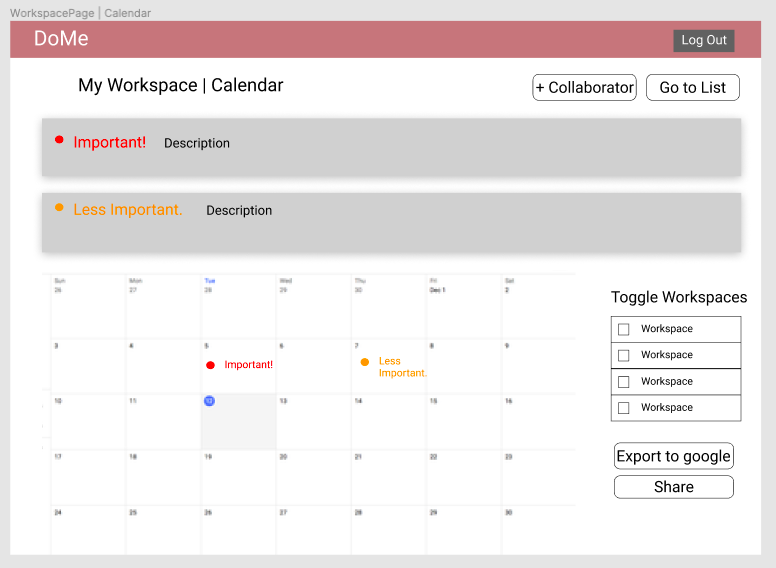 WorkspacePage | Calendar
DoMe
Log Out
My Workspace | Calendar
+ Collaborator
Go to List
Important! Description
Less Important. Description
Sun Mon Tue Wed Thu Fri Sat
26 27 28 29 30 Dec 1 2
3 4 5 6 7 8 9
Important!
Less
Important.
10 11 12 13 14 15 16
17 18 19 20 21 22 23
24 25 26 27 28 29 30
Toggle Workspaces
Workspace
Workspace
Workspace
Workspace
Export to google
Share